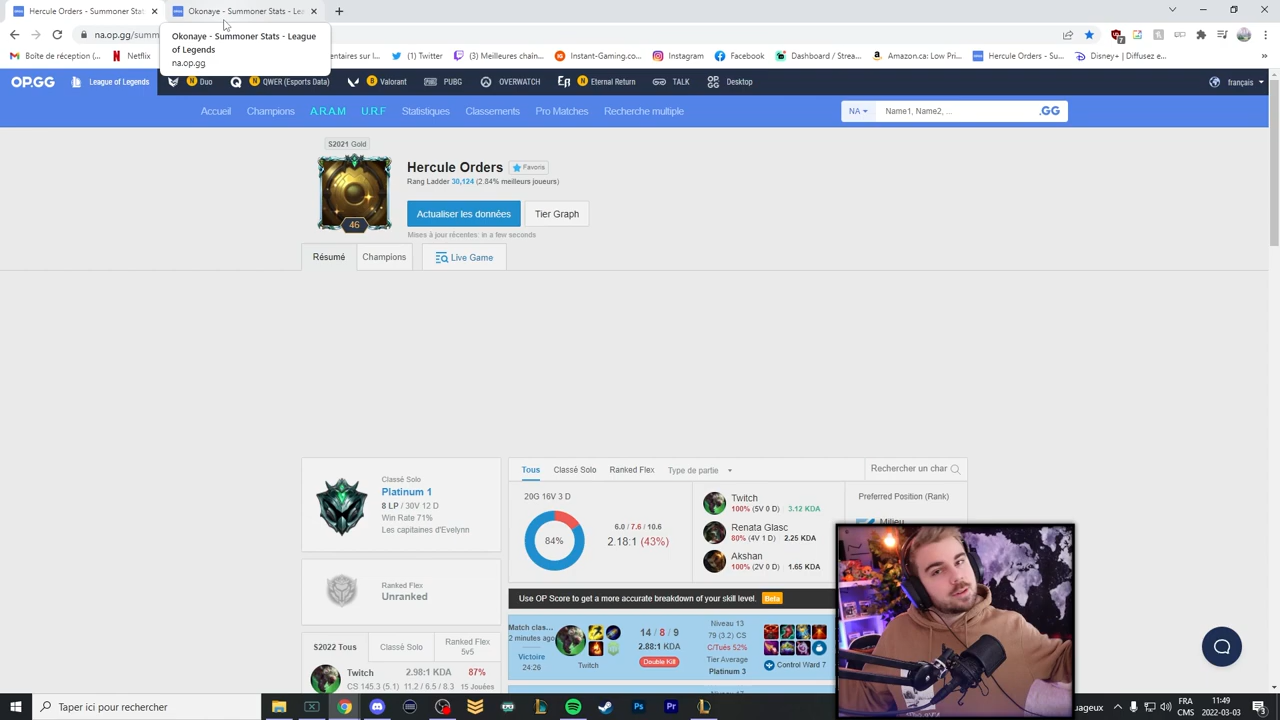 Hercule Orders - Summoner Stat
Okonaye - Summoner Stats - Lea
Okonaye - Summoner Stats - League
of Legends
na.op.gg
na.op.gg/summ
Boîte de réception (...
Netflix
entaires sur l...
(1) Twitter
(3) Meilleures chaîn...
Instant-Gaming.co...
Instagram
Facebook
Dashboard / Strea...
Amazon.ca: Low Pri...
Hercule Orders - Su...
Disney+ | Diffusez e...
OP.GG
League of Legends
Duo
QWER (Esports Data)
Valorant
PUBG
OVERWATCH
Eternal Return
TALK
Desktop
français
Accueil
Champions
A.R.A.M
U.R.F
Statistiques
Classements
Pro Matches
Recherche multiple
NA
Name1, Name2, ...
.GG
S2021 Gold
46
Hercule Orders
Favoris
Rang Ladder 30,124 (2.84% meilleurs joueurs)
Actualiser les données
Tier Graph
Mises à jour récentes: in a few seconds
Résumé
Champions
Live Game
Classé Solo
Platinum 1
8 LP / 30V 12 D
Win Rate 71%
Les capitaines d'Evelynn
Ranked Flex
Unranked
S2022 Tous
Classé Solo
Ranked Flex
5v5
Twitch
CS 145.3 (5.1)
2.98:1 KDA
11.2 / 6.5 / 8.3
87%
15 Jouées
Tous
Classé Solo
Ranked Flex
Type de partie
Rechercher un char
20G 16V 3 D
84%
6.0 / 7.6 / 10.6
2.18:1 (43%)
Twitch
100% (5V 0 D) 3.12 KDA
Renata Glasc
80% (4V 1 D) 2.25 KDA
Akshan
100% (2V 0 D) 1.65 KDA
Preferred Position (Rank)
Milieu
Use OP Score to get a more accurate breakdown of your skill level.
Beta
Match clas...
2 minutes ago
Victoire
24:26
Twitch
14 / 8 / 9
2.88:1 KDA
Double Kill
Niveau 13
79 (3.2) CS
C/Tués 52%
Tier Average
Platinum 3
Control Ward 7
Niveau 17
Taper ici pour rechercher
uageux
FRA
CMS
11:49
2022-03-03